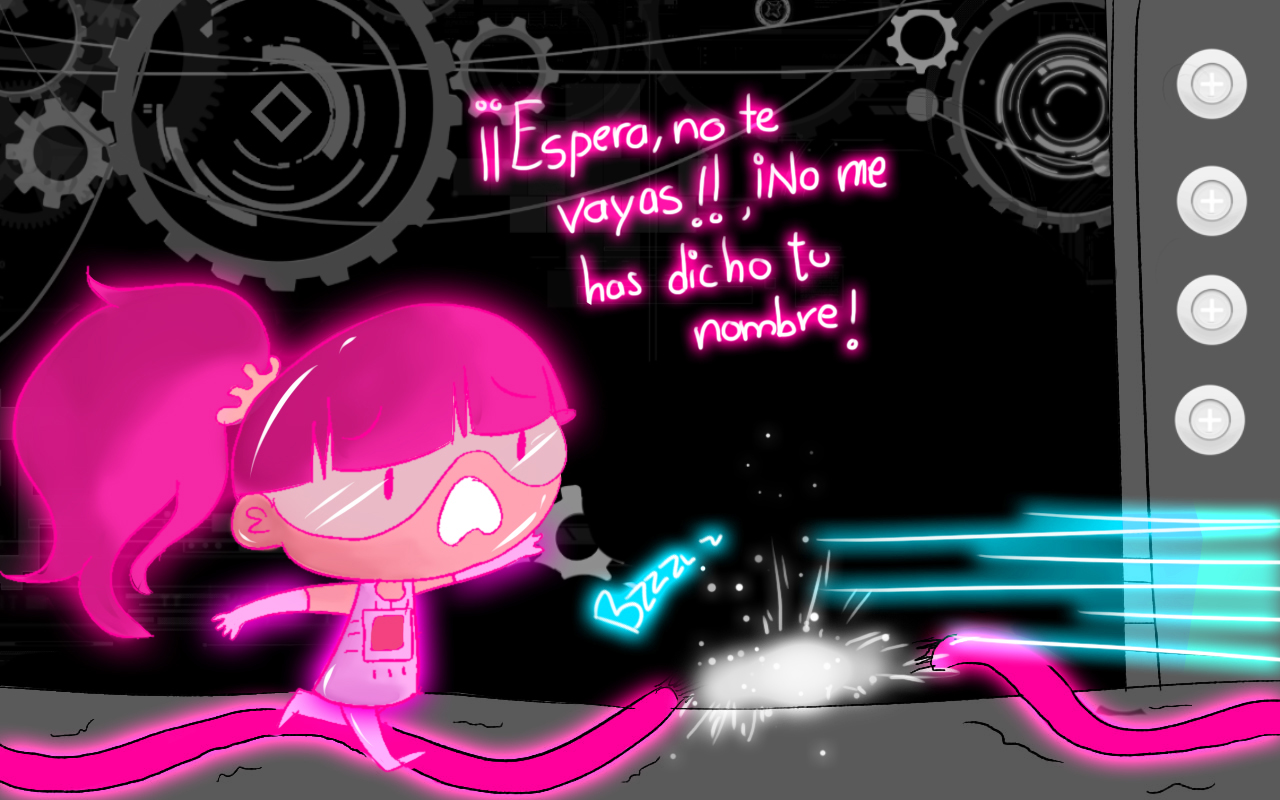 ¡¡Espera, no te
vayas!!, ¡No me
has dicho tu
nombre!
Bzzzz